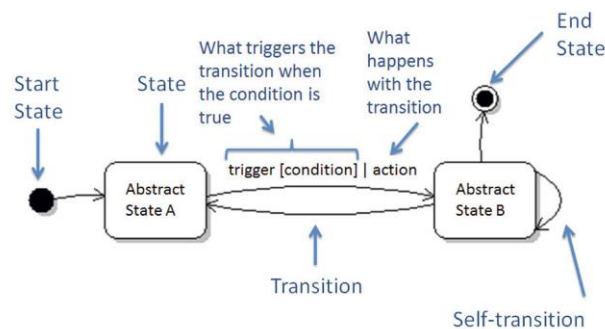 Start
State
State
What triggers the
transition when
the condition is
true
What
happens
with the
transition
End
State
trigger [condition] | action
Abstract
State A
Abstract
State B
Transition
Self-transition